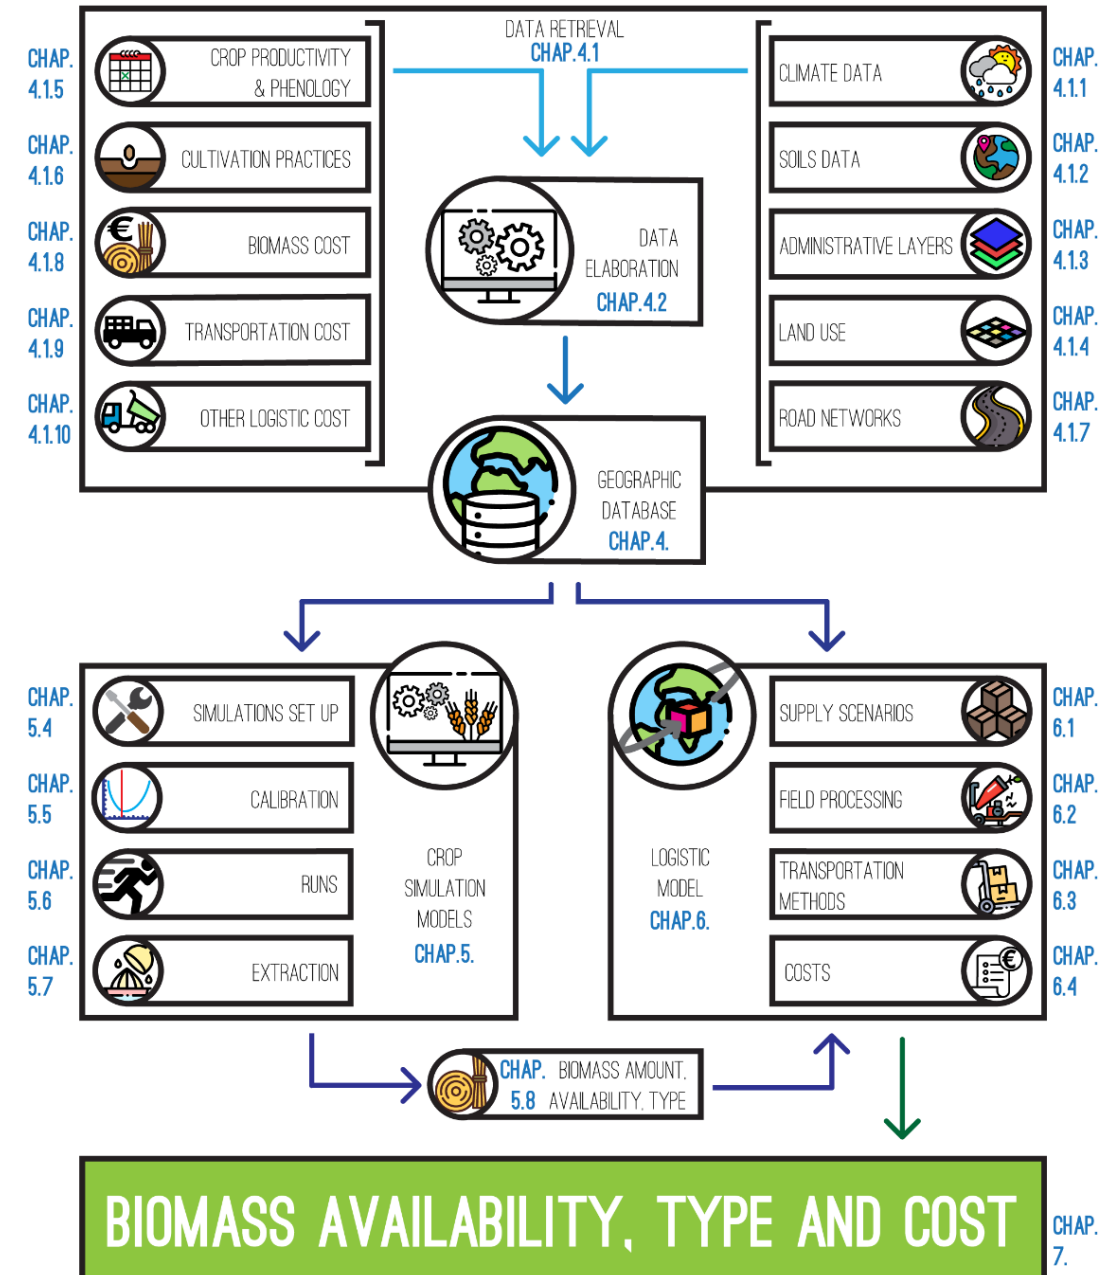 DATA RETRIEVAL
CHAP.4.1
CHAP.
4.1.5
CROP PRODUCTIVITY
& PHENOLOGY
CHAP.
4.1.6
CULTIVATION PRACTICES
CHAP.
4.1.8
€
BIOMASS COST
CHAP.
4.1.9
TRANSPORTATION COST
CHAP.
4.1.10
OTHER LOGISTIC COST
CLIMATE DATA
CHAP.
4.1.1
SOILS DATA
CHAP.
4.1.2
ADMINISTRATIVE LAYERS
CHAP.
4.1.3
LAND USE
CHAP.
4.1.4
ROAD NETWORKS
CHAP.
4.1.7
DATA
ELABORATION
CHAP.4.2
GEOGRAPHIC
DATABASE
CHAP.4.
CHAP.
5.4
SIMULATIONS SET UP
CHAP.
5.5
CALIBRATION
CHAP.
5.6
RUNS
CHAP.
5.7
EXTRACTION
CROP
SIMULATION
MODELS
CHAP.5.
LOGISTIC
MODEL
CHAP.6.
SUPPLY SCENARIOS
CHAP.
6.1
FIELD PROCESSING
CHAP.
6.2
TRANSPORTATION
METHODS
CHAP.
6.3
COSTS
€
CHAP.
6.4
CHAP. BIOMASS AMOUNT,
5.8 AVAILABILITY, TYPE
BIOMASS AVAILABILITY, TYPE AND COST
CHAP.
7.